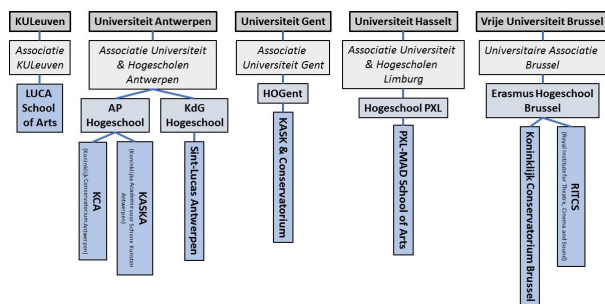 KULeuven
Associatie
KULeuven
LUCA
School
of Arts
Universiteit Antwerpen
Associatie Universiteit
& Hogescholen
Antwerpen
AP
Hogeschool
KdG
Hogeschool
KCA
(Koninklijk Conservatorium Antwerpen)
KASKA
(Koninklijke Academie voor Schone Kunsten
Antwerpen)
Sint-Lucas Antwerpen
Universiteit Gent
Associatie
Universiteit Gent
HOGent
KASK & Conservatorium
Universiteit Hasselt
Associatie Universiteit
& Hogescholen
Limburg
Hogeschool PXL
PXL-MAD School of Arts
Vrije Universiteit Brussel
Universitaire Associatie
Brussel
Erasmus Hogeschool
Brussel
Koninklijk Conservatorium Brussel
RITCS
(Royal Institute for Theatre, Cinema and Sound)